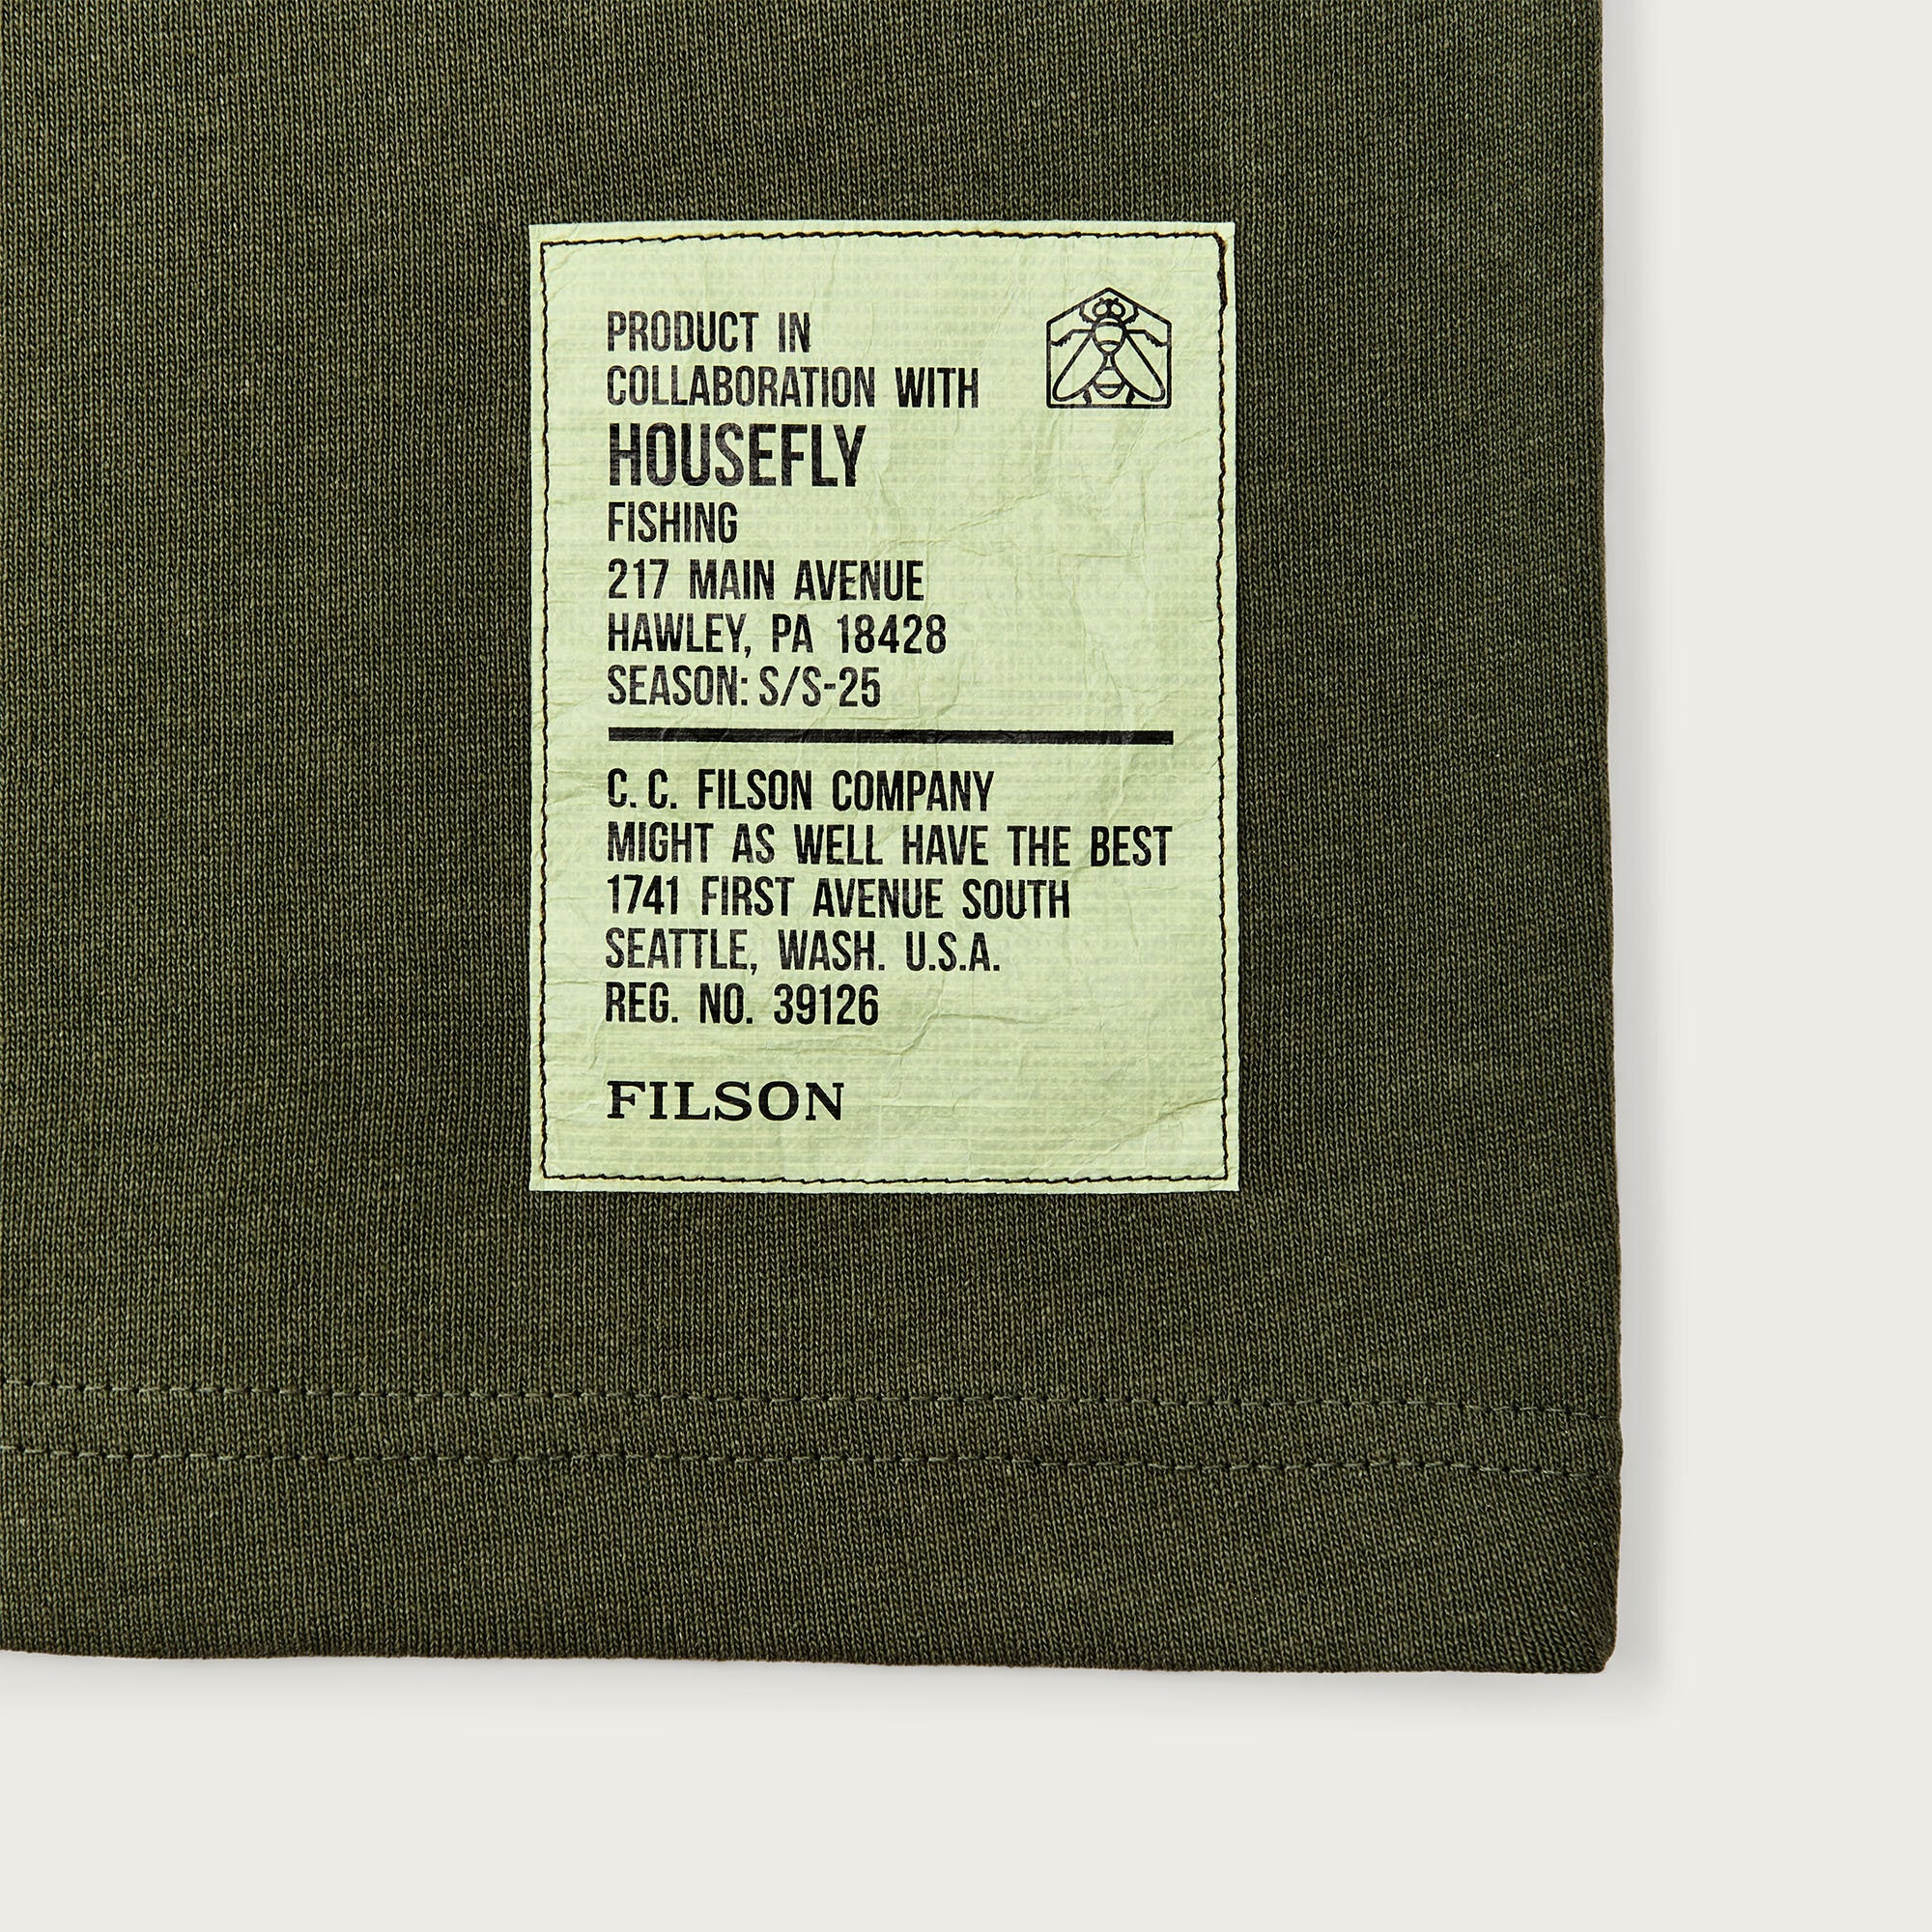 PRODUCT IN
COLLABORATION WITH
HOUSEFLY
FISHING
217 MAIN AVENUE
HAWLEY, PA 18428
SEASON: S/S-25
C. C. FILSON COMPANY
MIGHT AS WELL HAVE THE BEST
1741 FIRST AVENUE SOUTH
SEATTLE, WASH. U.S.A.
REG. NO. 39126
FILSON